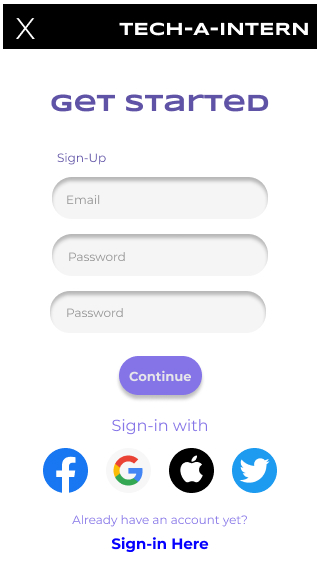 X TECH-A-INTERN
Get Started
Sign-Up
Email
Password
Password
Continue
Sign-in with
Already have an account yet?
Sign-in Here